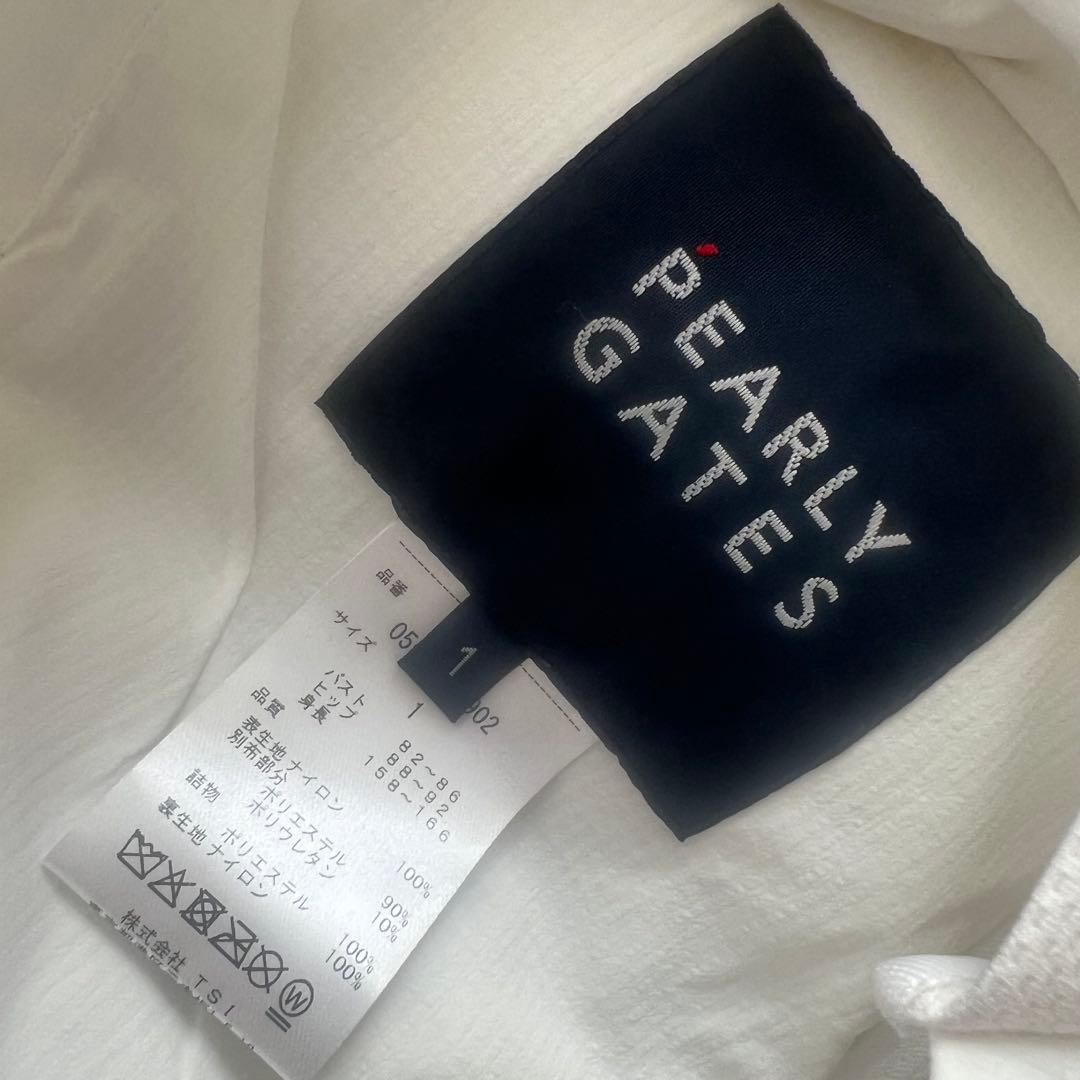 PEARLY
GATES
1
品番 05 902
サイズ 1
バスト 82~86
ヒップ 88~92
身長 158~166
品質
表生地 ナイロン 100%
別布部分 ポリエステル 90%
ポリウレタン 10%
詰物 ポリエステル 100%
裏生地 ナイロン 100%
W
株式会社 TSI